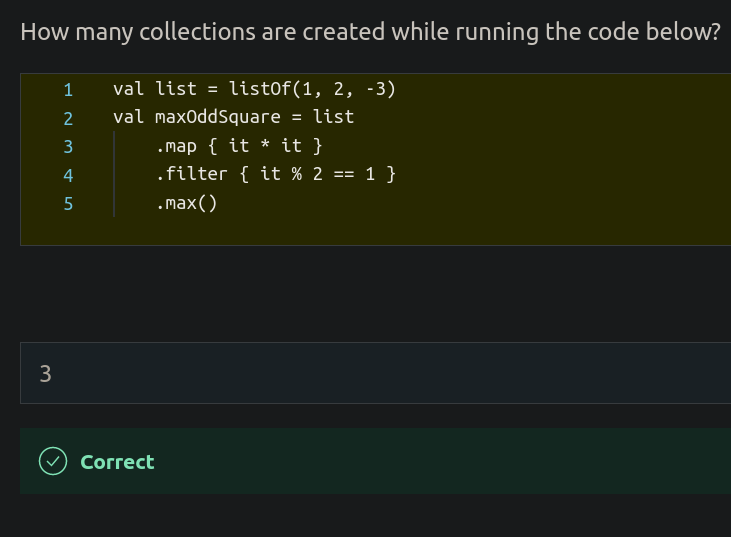 How many collections are created while running the code below?
1 val list = listOf(1, 2, -3)
2 val maxOddSquare = list
3     .map { it * it }
4     .filter { it % 2 == 1 }
5     .max()
3
Correct